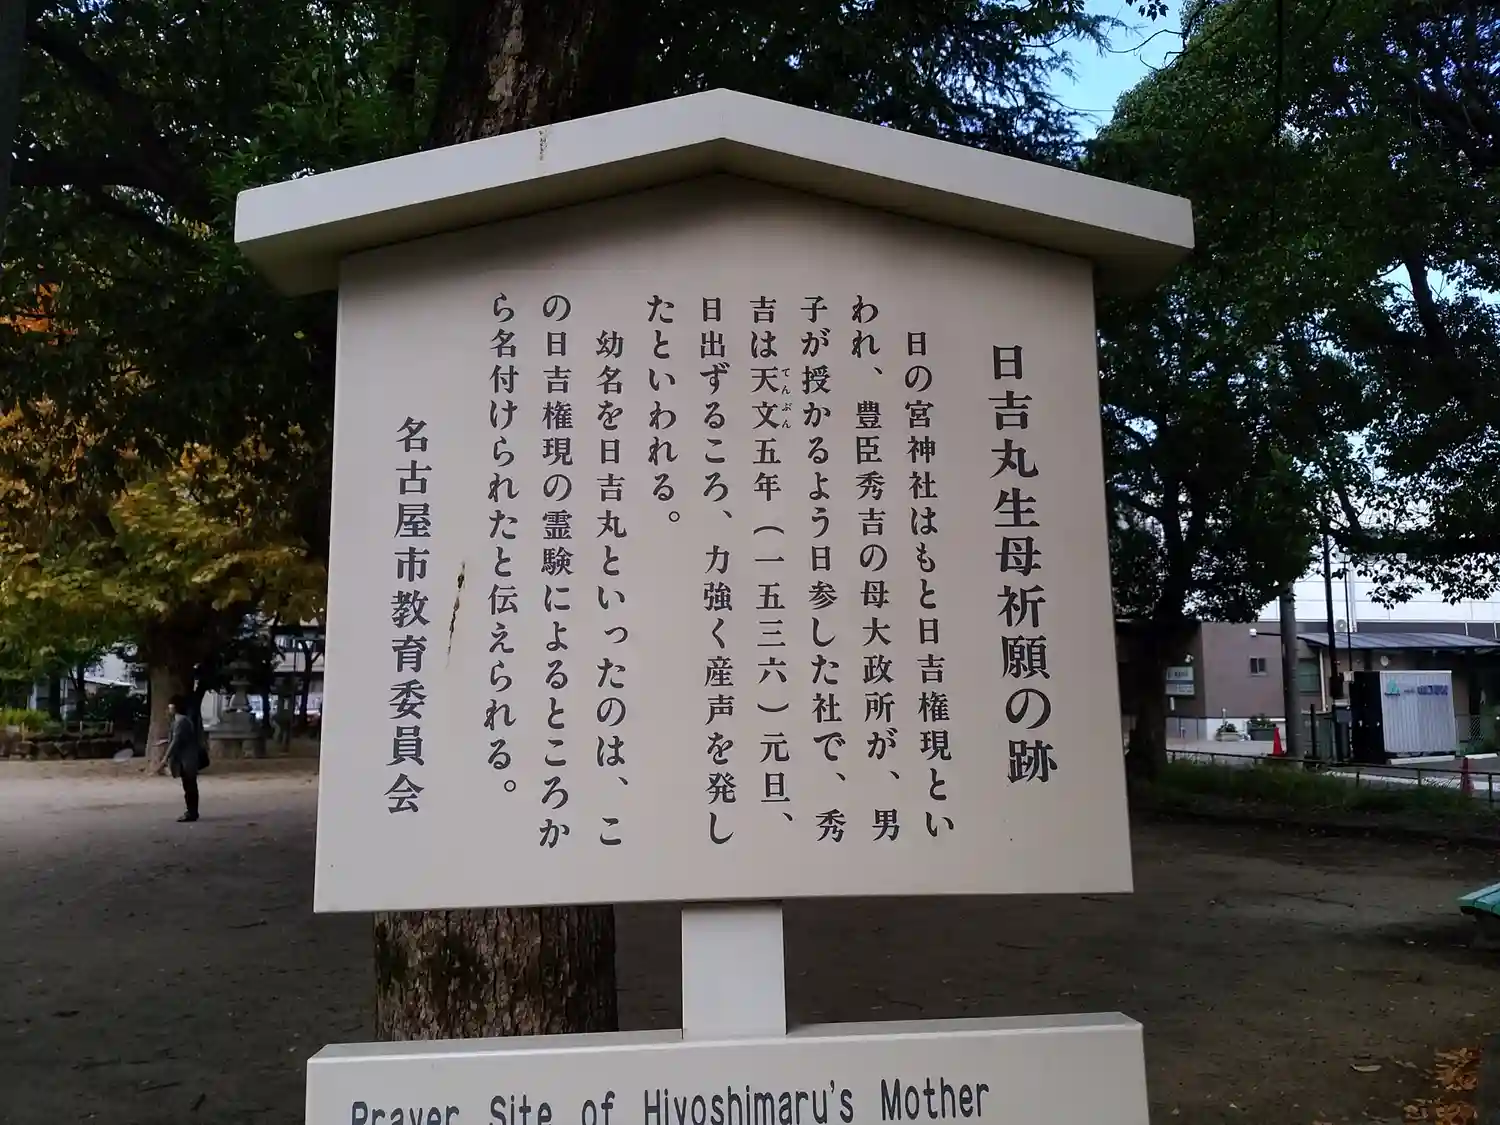 日吉丸生母祈願の跡
日の宮神社はもと日吉権現とい
われ、豊臣秀吉の母大政所が、男
子が授かるよう日参した社で、秀
吉は天文五年（一五三六）元旦、
てんぶん
日出ずるころ、力強く産声を発し
たといわれる。
幼名を日吉丸といったのは、こ
の日吉権現の霊験によるところか
ら名付けられたと伝えられる。
名古屋市教育委員会
Prayer Site of Hiyoshimaru's Mother